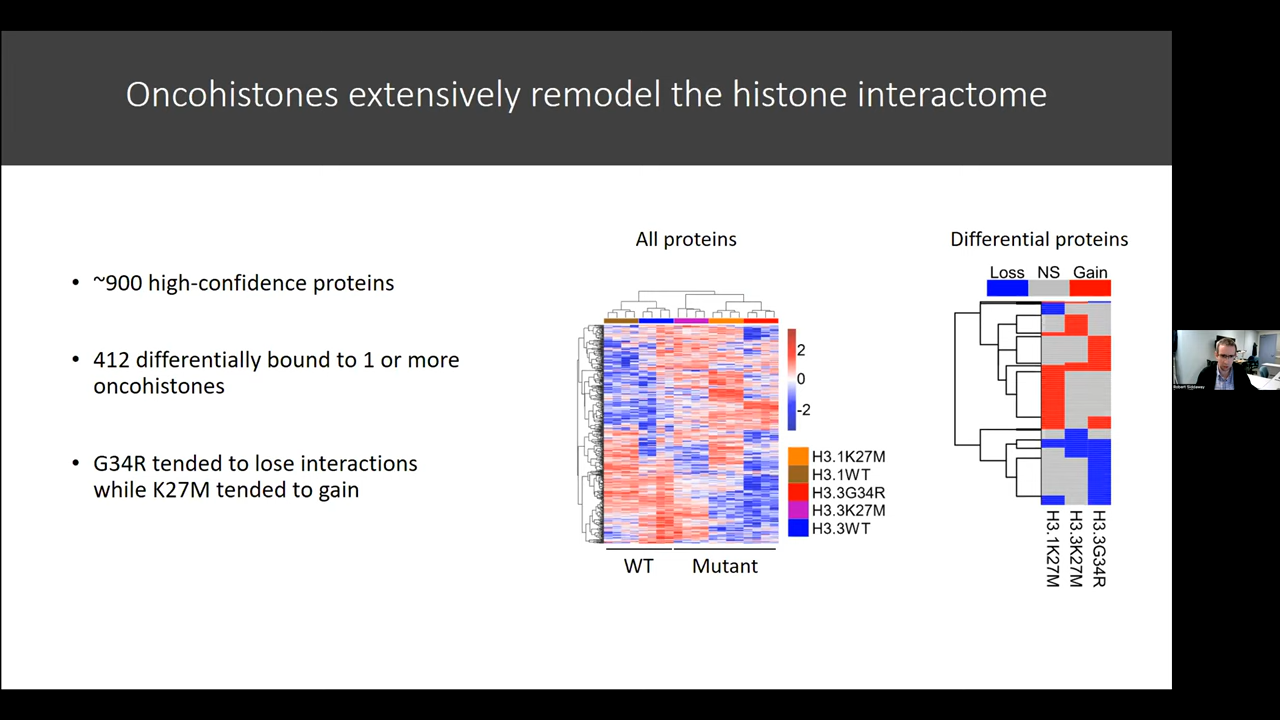 Oncohistones extensively remodel the histone interactome
• ~900 high-confidence proteins
• 412 differentially bound to 1 or more
oncohistones
• G34R tended to lose interactions
while K27M tended to gain
All proteins
2
0
-2
H3.1K27M
H3.1WT
H3.3G34R
H3.3K27M
H3.3WT
WT
Mutant
Differential proteins
Loss NS Gain
H3.1K27M
H3.3K27M
H3.3G34R
Robert Siddaway